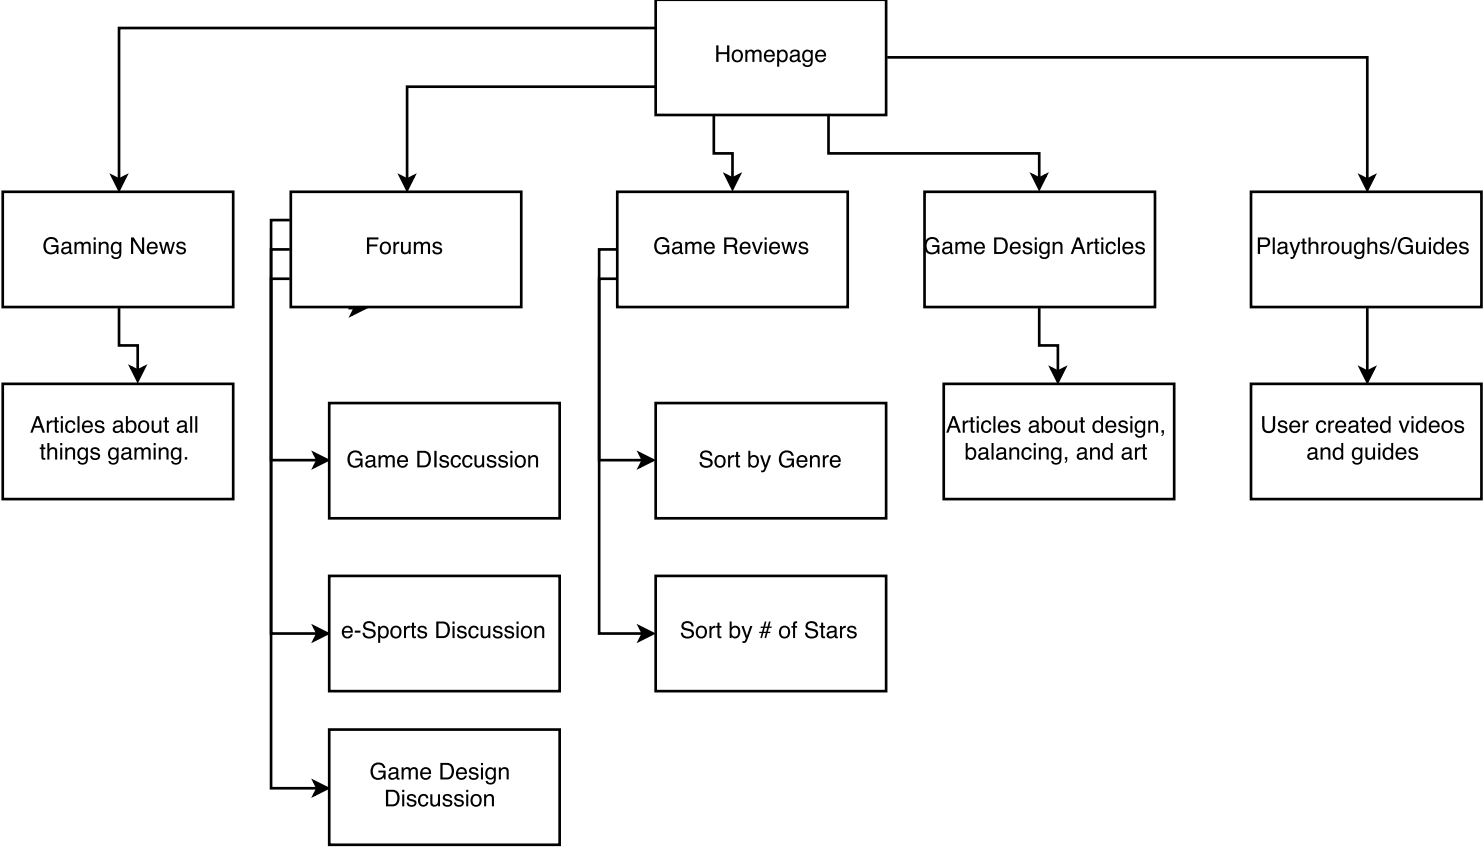 Homepage
Gaming News
Forums
Game Reviews
Game Design Articles
Playthroughs/Guides
Articles about all
things gaming.
Game DIsccussion
Sort by Genre
Articles about design,
balancing, and art
User created videos
and guides
e-Sports Discussion
Sort by # of Stars
Game Design
Discussion